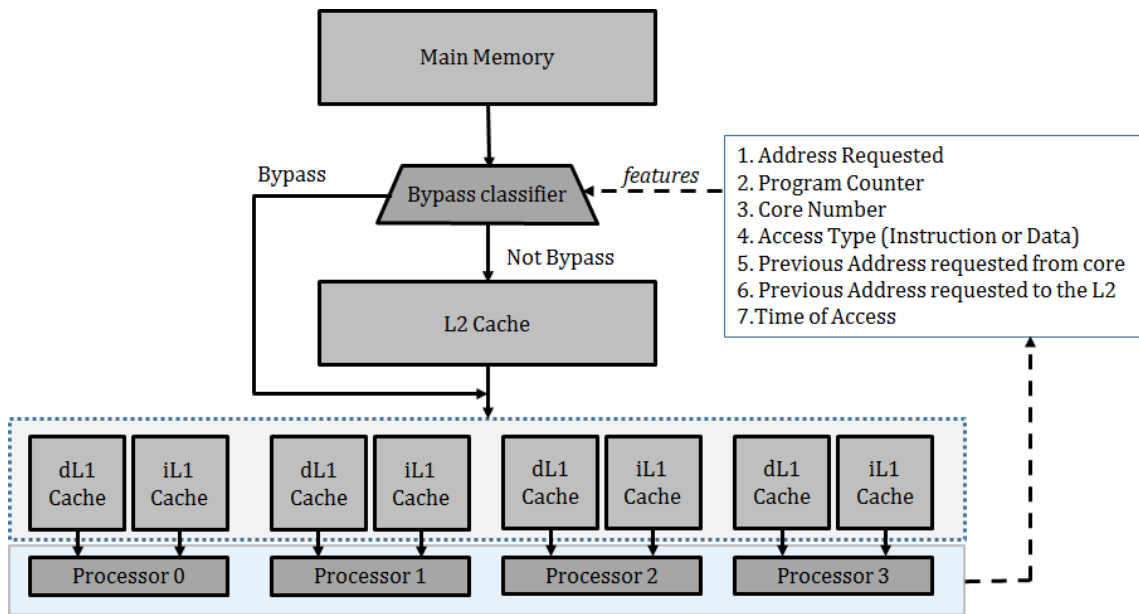 Main Memory
Bypass
features
Bypass classifier
Not Bypass
1. Address Requested
2. Program Counter
3. Core Number
4. Access Type (Instruction or Data)
5. Previous Address requested from core
6. Previous Address requested to the L2
7.Time of Access
L2 Cache
dL1
Cache
iL1
Cache
dL1
Cache
iL1
Cache
dL1
Cache
iL1
Cache
dL1
Cache
iL1
Cache
Processor 0
Processor 1
Processor 2
Processor 3